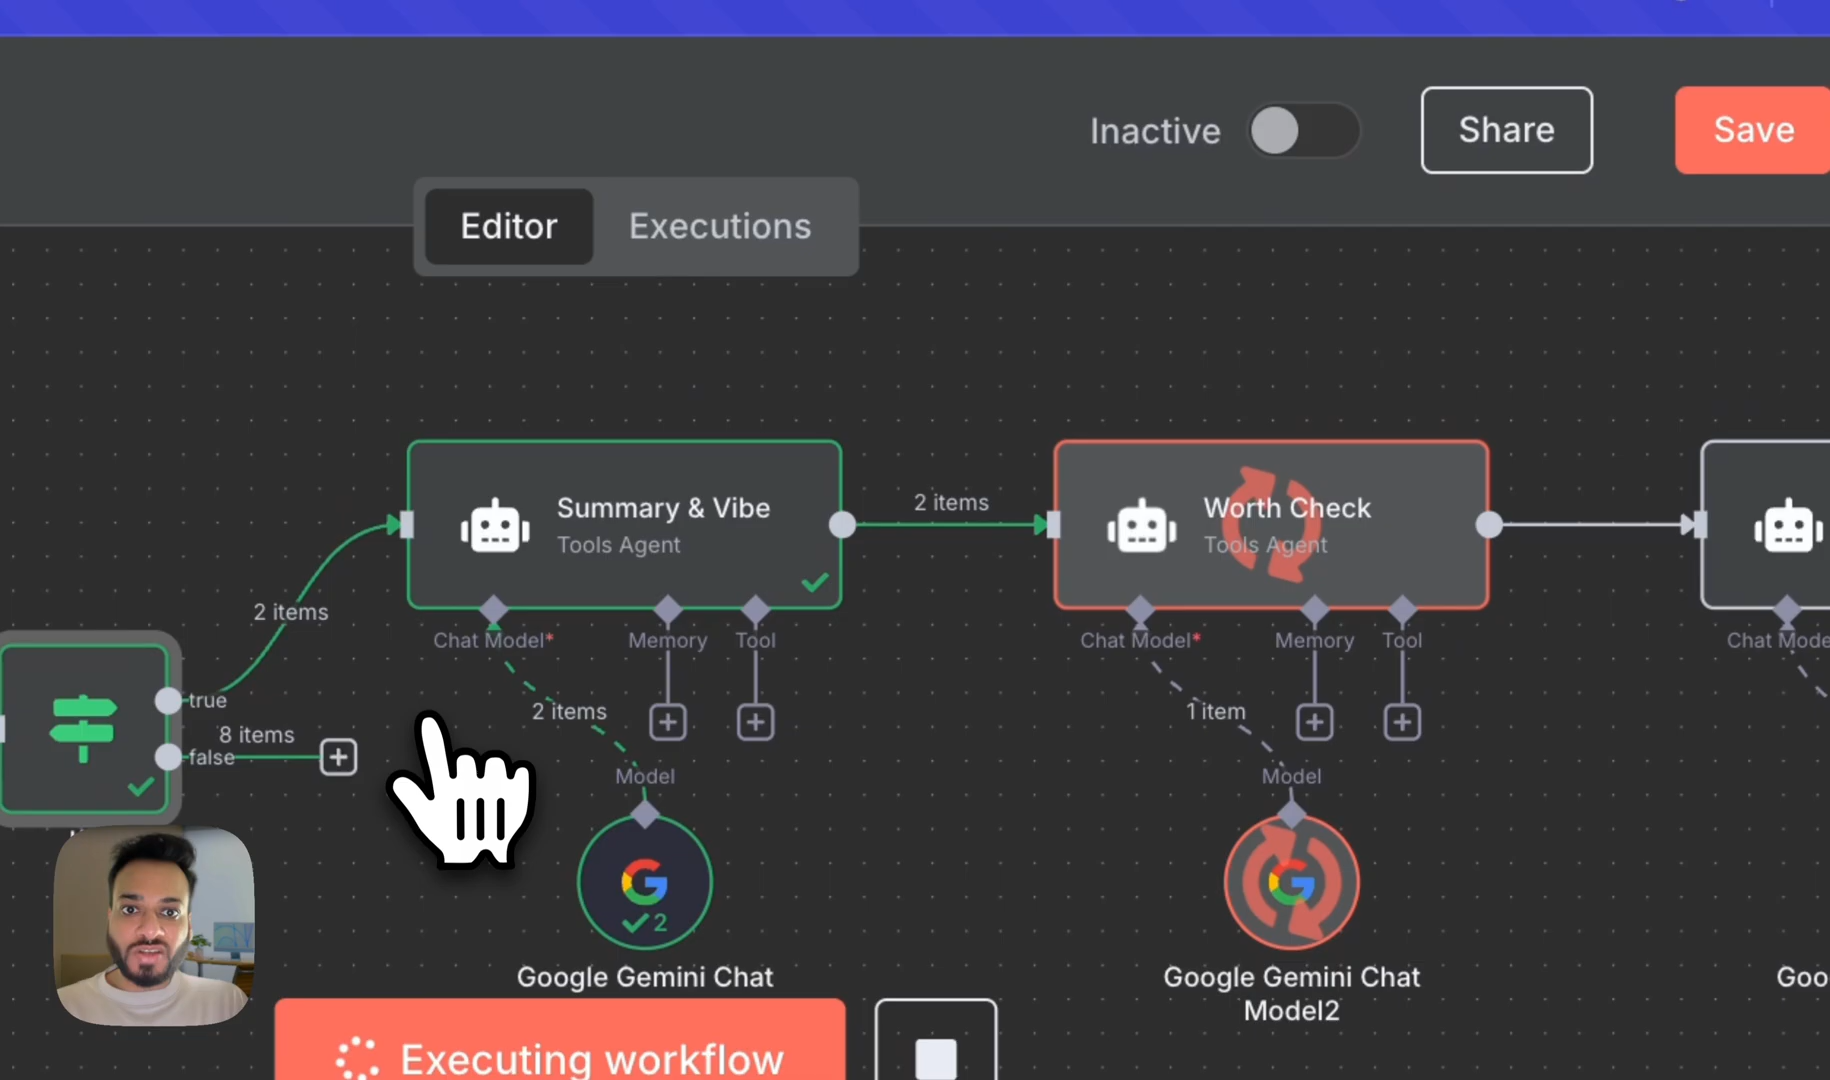 Inactive
Share
Save
Editor
Executions
Summary & Vibe
Tools Agent
2 items
Worth Check
Tools Agent
2 items
Chat Model*
Memory
Tool
Chat Model*
Memory
Tool
Chat Mode
true
8 items
false
2 items
1 item
Model
Model
2
Google Gemini Chat
Google Gemini Chat
Model2
Goo
Executing workflow